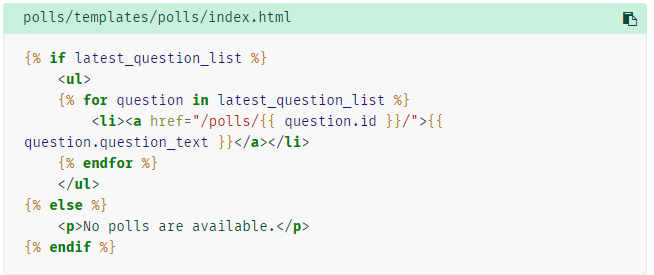 polls/templates/polls/index.html
{% if latest_question_list %}
    <ul>
    {% for question in latest_question_list %}
        <li><a href="/polls/{{ question.id }}/">{{
question.question_text }}</a></li>
    {% endfor %}
    </ul>
{% else %}
    <p>No polls are available.</p>
{% endif %}